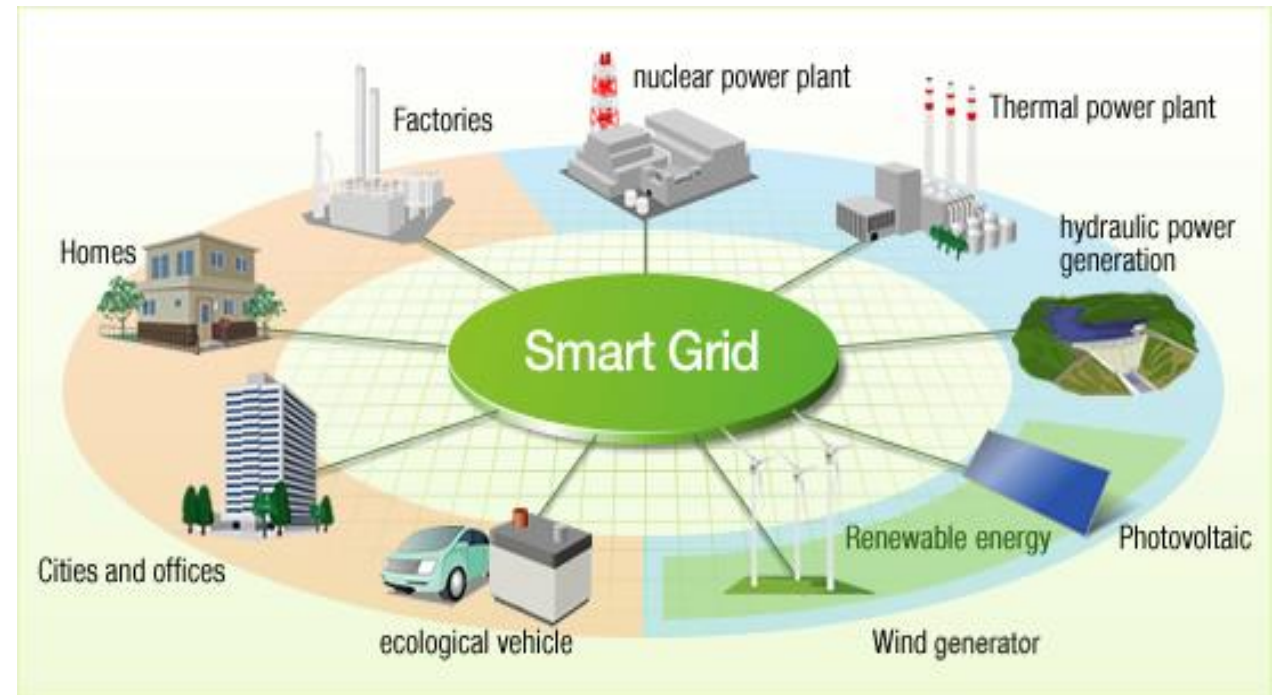 nuclear power plant
Factories
Thermal power plant
Homes
hydraulic power
generation
Smart Grid
Renewable energy
Photovoltaic
Cities and offices
ecological vehicle
Wind generator